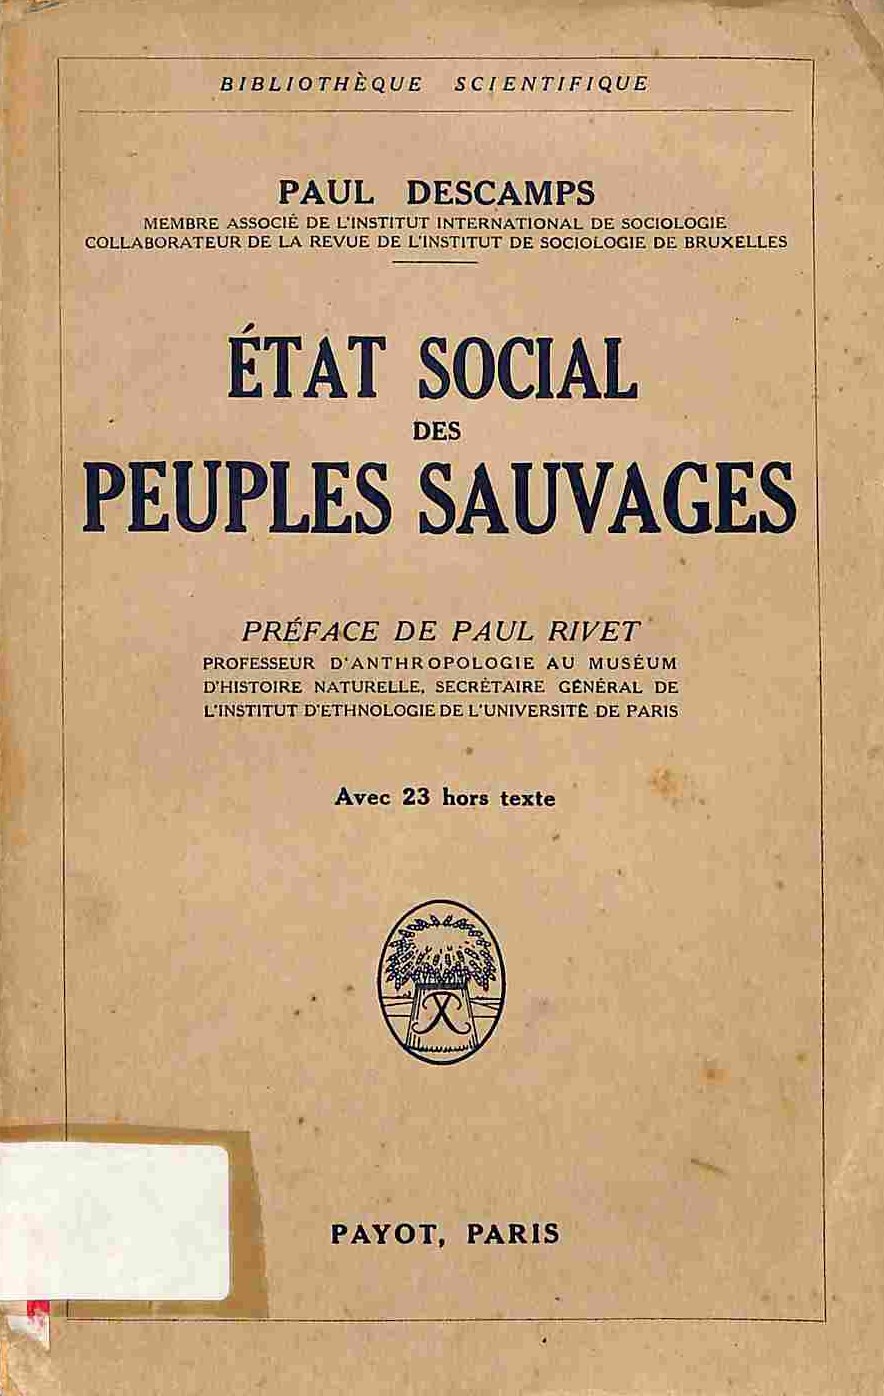 BIBLIOTHÈQUE SCIENTIFIQUE
PAUL DESCAMPS
MEMBRE ASSOCIÉ DE L'INSTITUT INTERNATIONAL DE SOCIOLOGIE
COLLABORATEUR DE LA REVUE DE L'INSTITUT DE SOCIOLOGIE DE BRUXELLES
ÉTAT SOCIAL
DES
PEUPLES SAUVAGES
PRÉFACE DE PAUL RIVET
PROFESSEUR D'ANTHROPOLOGIE AU MUSÉUM
D'HISTOIRE NATURELLE, SECRÉTAIRE GÉNÉRAL DE
L'INSTITUT D'ETHNOLOGIE DE L'UNIVERSITÉ DE PARIS
Avec 23 hors texte
PAYOT, PARIS